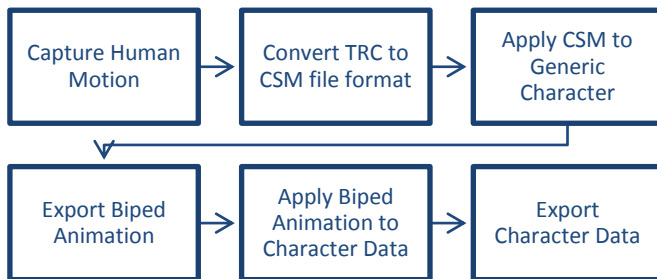 Capture Human
Motion
Convert TRC to
CSM file format
Apply CSM to
Generic
Character
Export Biped
Animation
Apply Biped
Animation to
Character Data
Export
Character Data